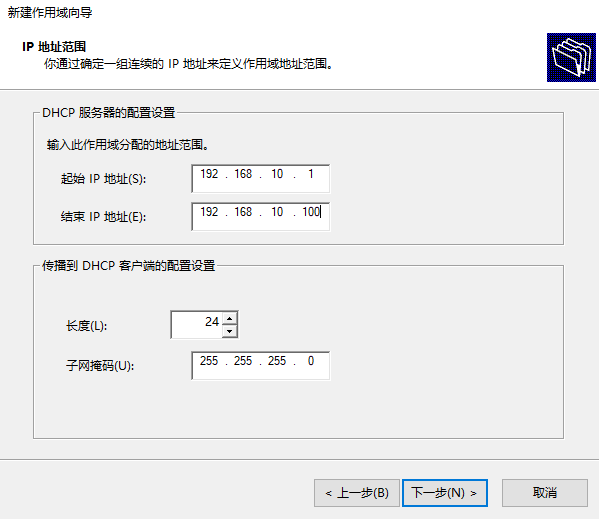 新建作用域向导
IP 地址范围
你通过确定一组连续的 IP 地址来定义作用域地址范围。
DHCP 服务器的配置设置
输入此作用域分配的地址范围。
起始 IP 地址(S): 192 . 168 . 10 . 1
结束 IP 地址(E): 192 . 168 . 10 . 100
传播到 DHCP 客户端的配置设置
长度(L): 24
子网掩码(U): 255 . 255 . 255 . 0
< 上一步(B) 下一步(N) > 取消